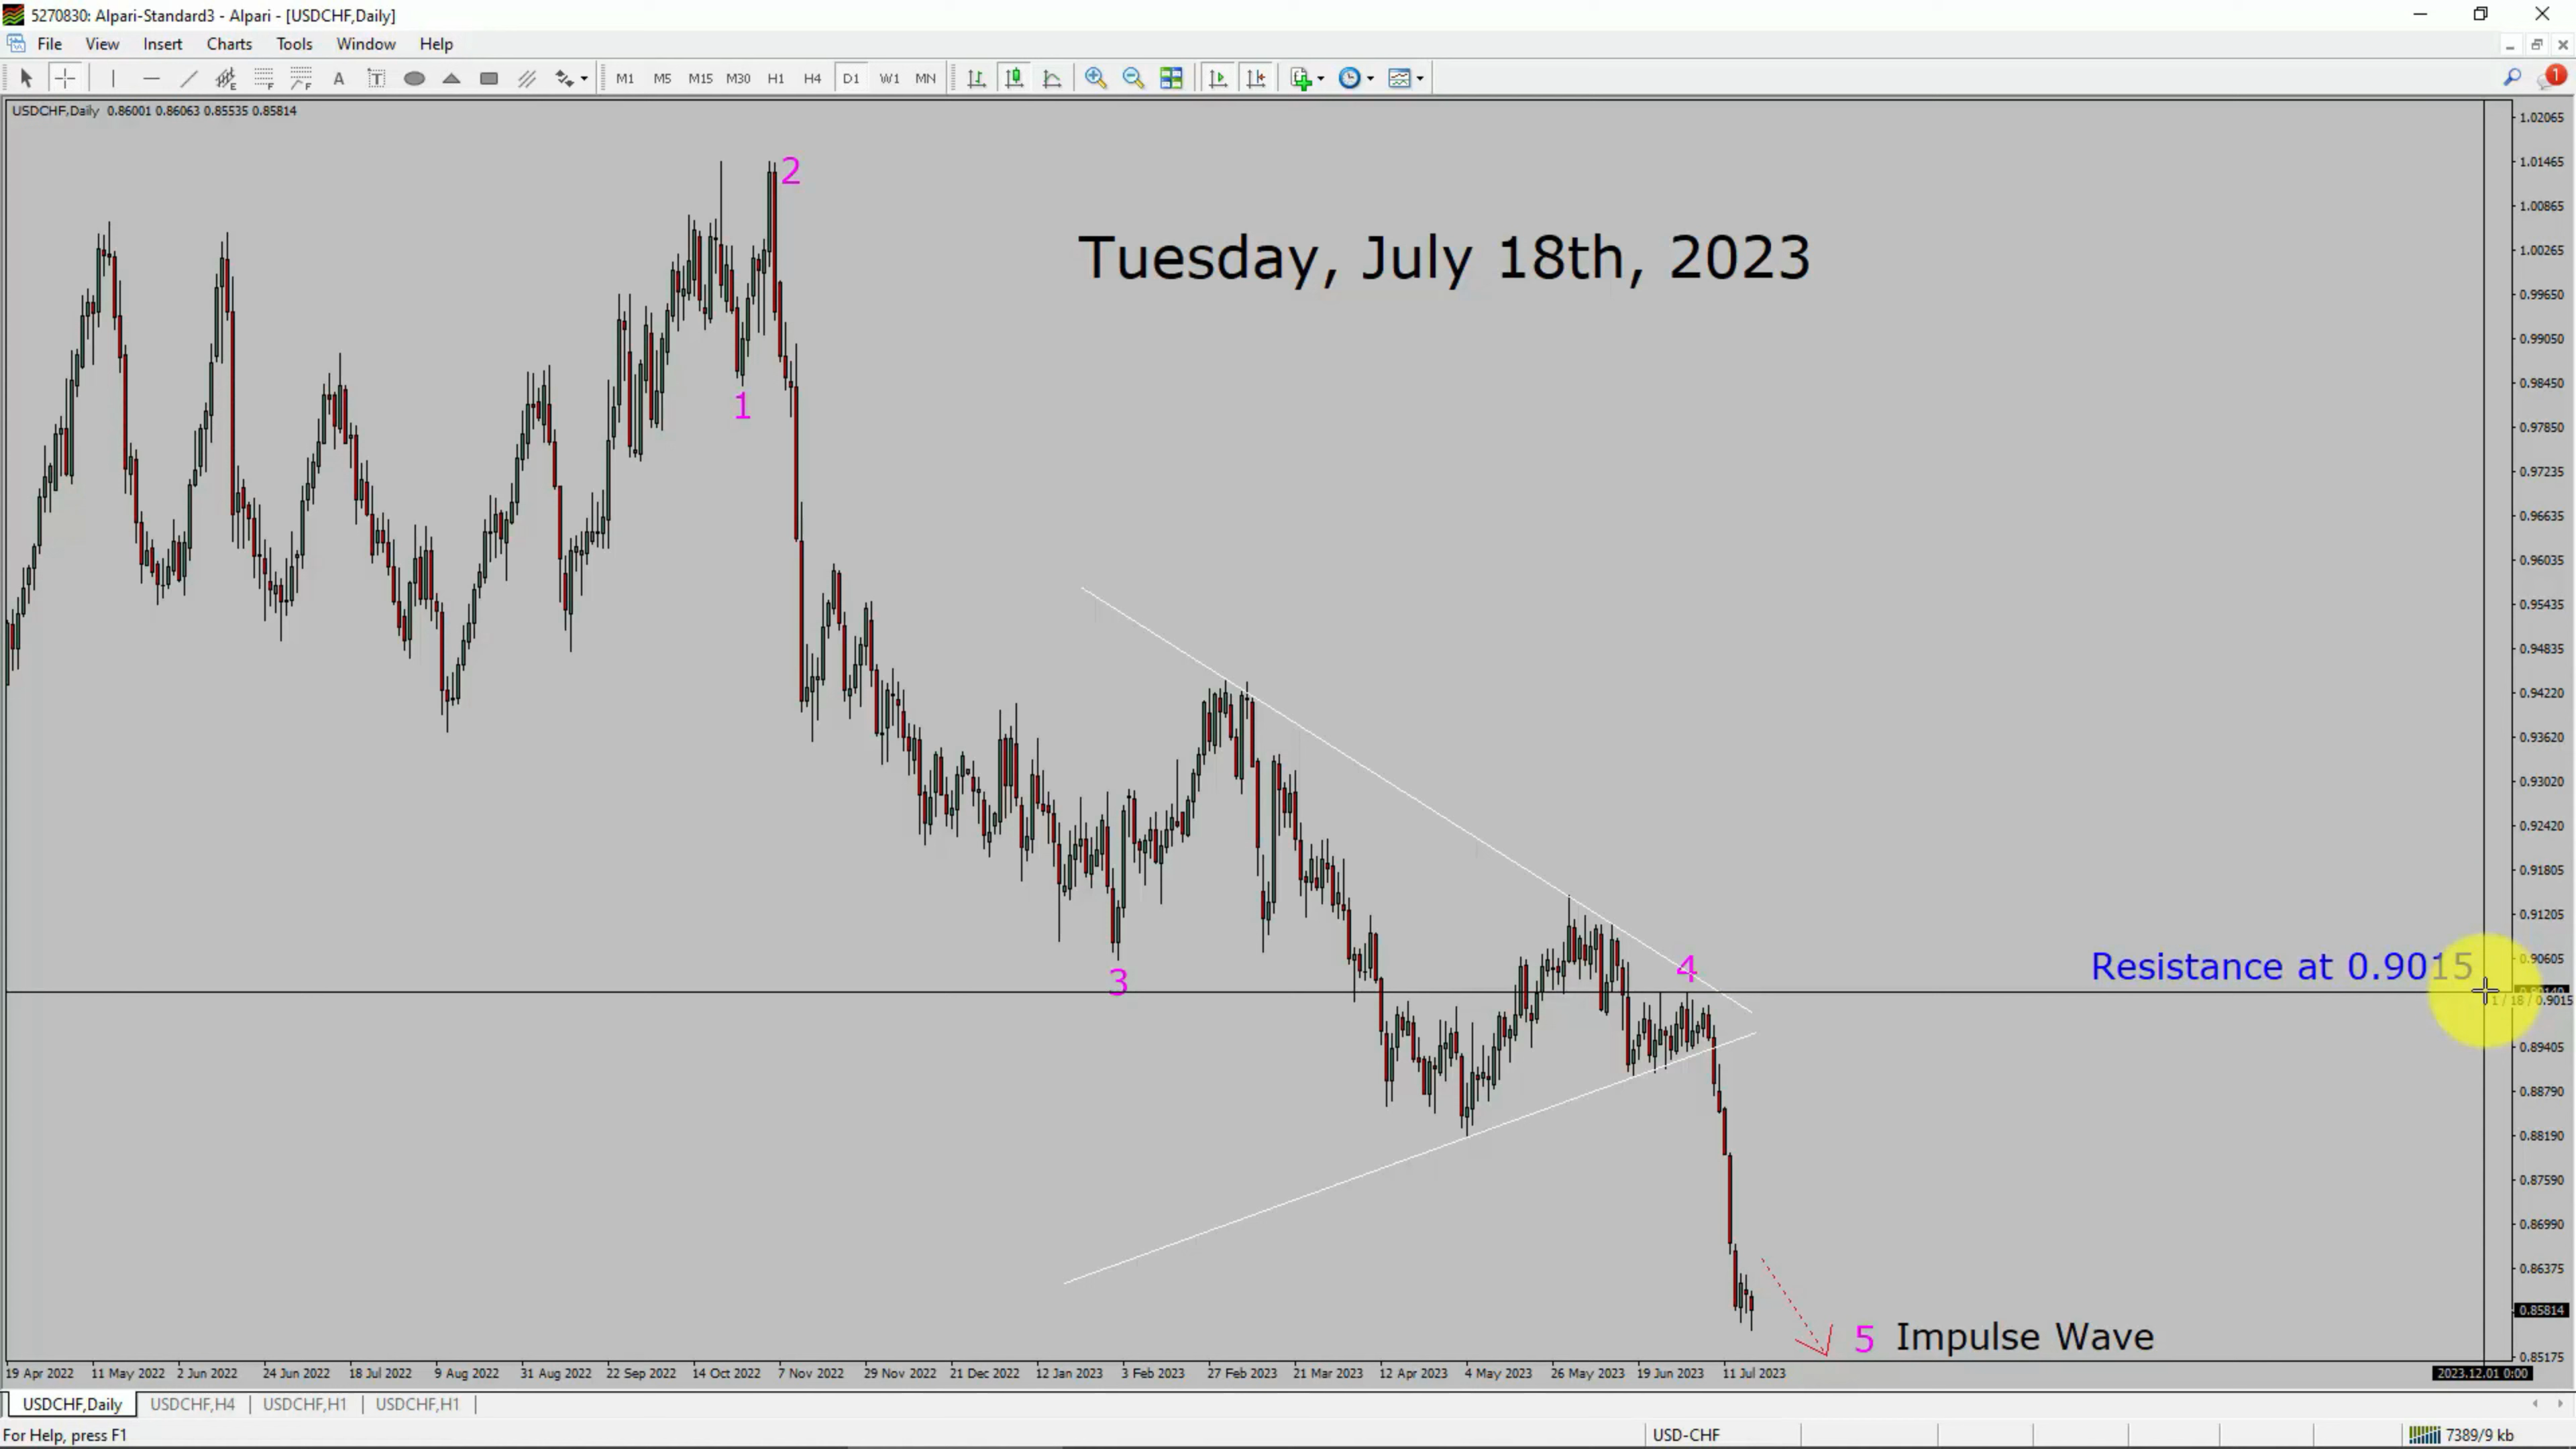 5270830: Alpari-Standard3 - Alpari - [USDCHF,Daily]
File View Insert Charts Tools Window Help
A T M1 M5 M15 M30 H1 H4 D1 W1 MN 1
USDCHF,Daily 0.86001 0.86063 0.85535 0.85814
1.02065
1.01465
2
1.00865
Tuesday, July 18th, 2023
1.00265
0.99650
0.99050
0.98450
1
0.97850
0.97235
0.96635
0.96035
0.95435
0.94835
0.94220
0.93620
0.93020
0.92420
0.91805
0.91205
Resistance at 0.9015
0.90605
4
3
1 / 18 / 0.9015
0.89405
0.88790
0.88190
0.87590
0.86990
0.86375
0.85814
5 Impulse Wave
0.85175
19 Apr 2022 11 May 2022 2 Jun 2022 24 Jun 2022 18 Jul 2022 9 Aug 2022 31 Aug 2022 22 Sep 2022 14 Oct 2022 7 Nov 2022 29 Nov 2022 21 Dec 2022 12 Jan 2023 3 Feb 2023 27 Feb 2023 21 Mar 2023 12 Apr 2023 4 May 2023 26 May 2023 19 Jun 2023 11 Jul 2023 2023.12.01 0:00
USDCHF,Daily USDCHF,H4 USDCHF,H1 USDCHF,H1
For Help, press F1 USD-CHF 7389/9 kb